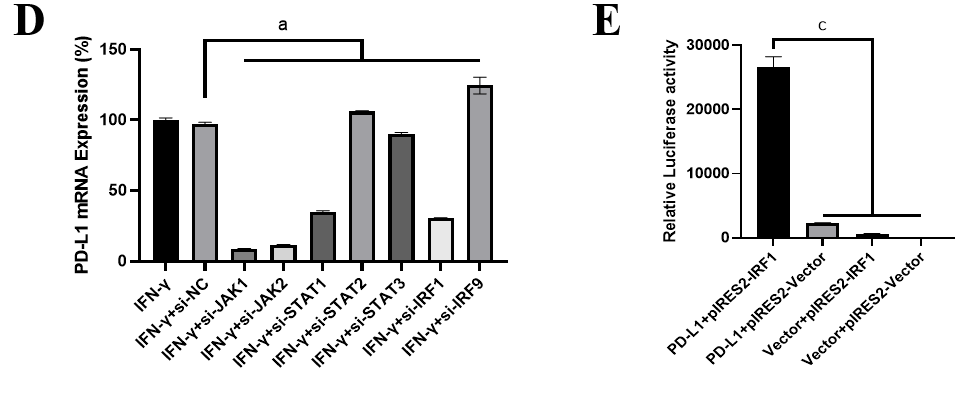 D
a
PD-L1 mRNA Expression (%)
150
100
50
0
IFN-γ
IFN-γ+si-NC
IFN-γ+si-JAK1
IFN-γ+si-JAK2
IFN-γ+si-STAT1
IFN-γ+si-STAT2
IFN-γ+si-STAT3
IFN-γ+si-IRF1
IFN-γ+si-IRF9
E
c
Relative Luciferase activity
30000
20000
10000
0
PD-L1+pIRES2-IRF1
PD-L1+pIRES2-Vector
Vector+pIRES2-IRF1
Vector+pIRES2-Vector